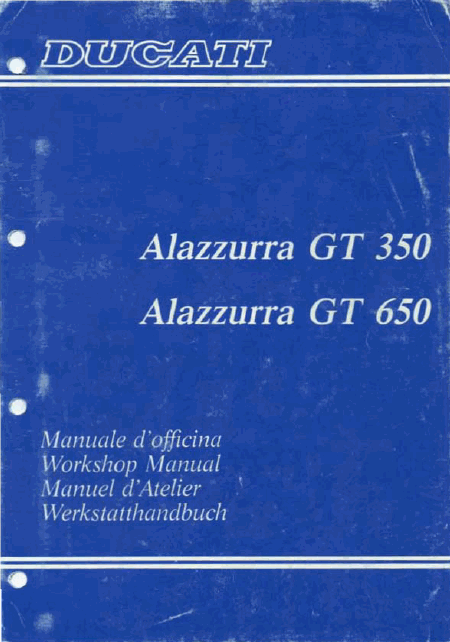 DUCATI
Alazzurra GT 350
Alazzurra GT 650
Manuale d'officina
Workshop Manual
Manuel d'Atelier
Werkstatthandbuch